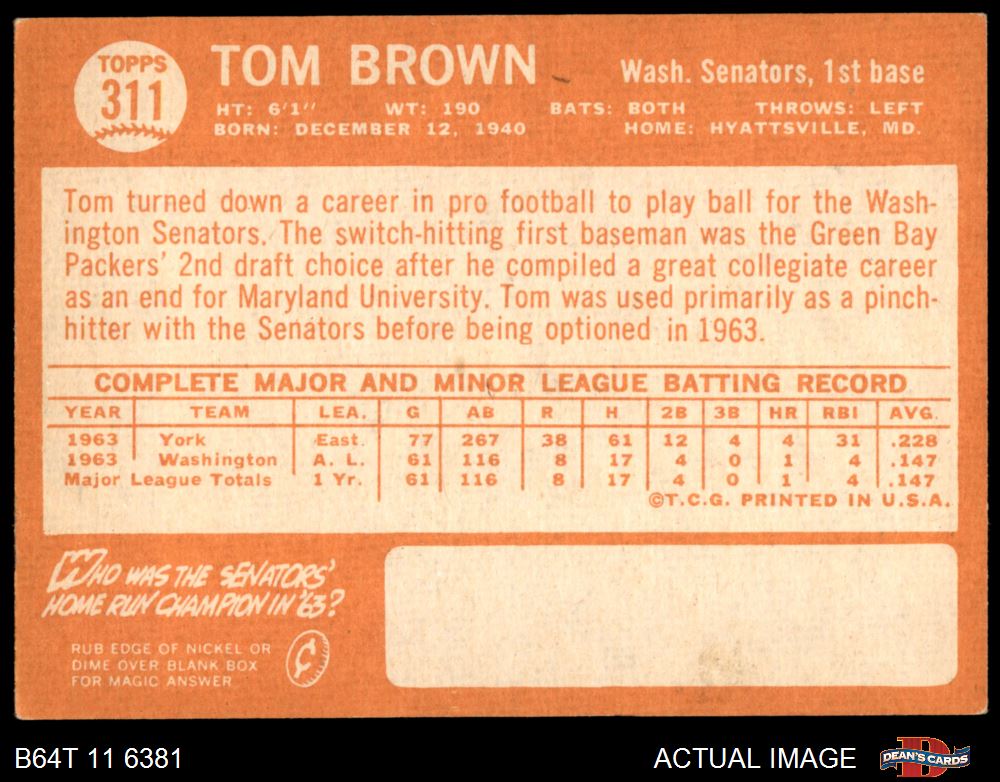 TOPPS
311
TOM BROWN
Wash. Senators, 1st base
HT: 6'1" WT: 190 BATS: BOTH THROWS: LEFT
BORN: DECEMBER 12, 1940 HOME: HYATTSVILLE, MD.
Tom turned down a career in pro football to play ball for the Wash-
ington Senators. The switch-hitting first baseman was the Green Bay
Packers' 2nd draft choice after he compiled a great collegiate career
as an end for Maryland University. Tom was used primarily as a pinch-
hitter with the Senators before being optioned in 1963.
COMPLETE MAJOR AND MINOR LEAGUE BATTING RECORD
YEAR TEAM LEA. G AB R H 2B 3B HR RBI AVG.
1963 York East. 77 267 38 61 12 4 4 31 .228
1963 Washington A. L. 61 116 8 17 4 0 1 4 .147
Major League Totals 1 Yr. 61 116 8 17 4 0 1 4 .147
©T.C.G. PRINTED IN U.S.A.
WHO WAS THE SENATORS'
HOME RUN CHAMPION IN '63?
RUB EDGE OF NICKEL OR
DIME OVER BLANK BOX
FOR MAGIC ANSWER
¢
B64T 11 6381
ACTUAL IMAGE
D
DEAN'S CARDS